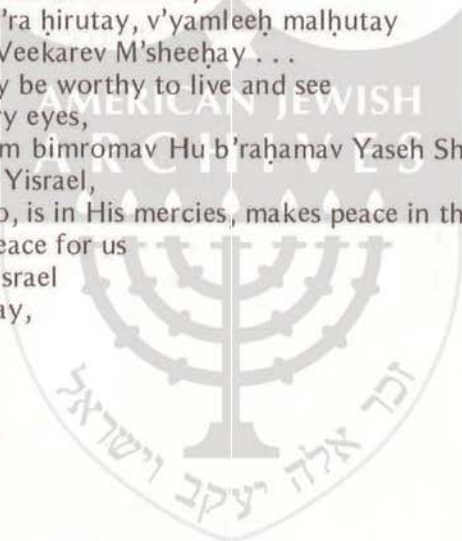 'ra ḥirutay, v'yamleeḥ malḥutay
Veekarev M'sheeḥay . . .
y be worthy to live and see
ry eyes,
m bimromav Hu b'raḥamav Yaseh Sh
Yisrael,
o, is in His mercies, makes peace in th
eace for us
srael
ay,
AMERICAN JEWISH
ARCHIVES
זכר אלה יעקב וישראל